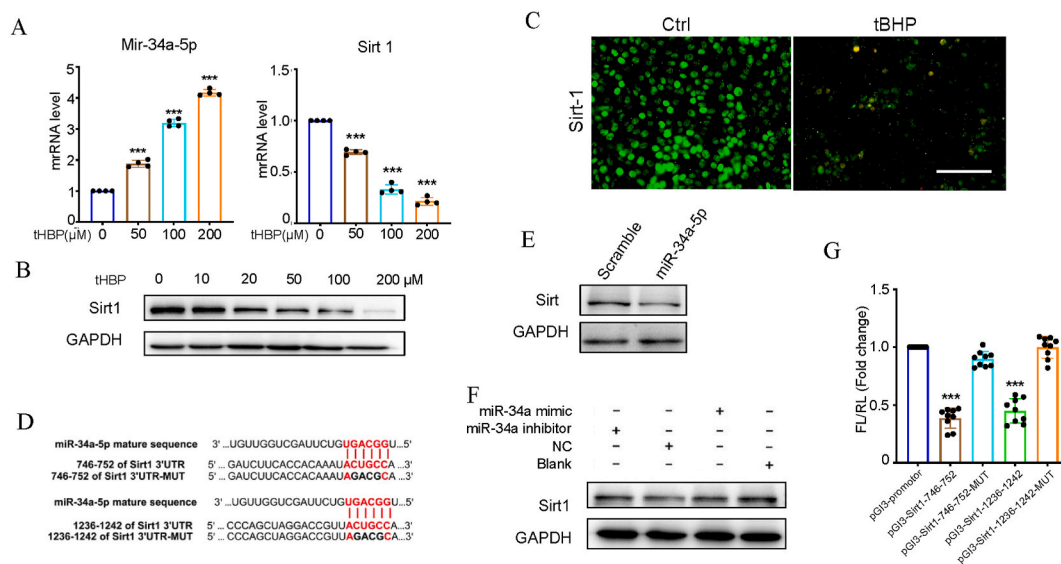 A
Mir-34a-5p
mrRNA level
5
4
3
2
1
0
***
***
***
tHBP(µM)
0
50
100
200
Sirt 1
mrRNA level
1.5
1.0
0.5
0
***
***
***
tHBP(µM)
0
50
100
200
B
tHBP 0 10 20 50 100 200 µM
Sirt1
GAPDH
C
Ctrl
tBHP
Sirt-1
D
miR-34a-5p mature sequence 3' ...UGUUGGUCGAUUCUGUGACGGU...5'
746-752 of Sirt1 3'UTR 5' ...GAUCUUCACCACAAAUACUGCCA...3'
746-752 of Sirt1 3'UTR-MUT 5' ...GAUCUUCACCACAAAUAGACGCA...3'
miR-34a-5p mature sequence 3' ...UGUUGGUCGAUUCUGUGACGGU...5'
1236-1242 of Sirt1 3'UTR 5' ...CCCAGCUAGGACCGUUACUGCCA...3'
1236-1242 of Sirt1 3'UTR-MUT 5' ...CCCAGCUAGGACCGUUAGACGCA...3'
E
Scramble
miR-34a-5p
Sirt
GAPDH
F
miR-34a mimic – – + –
miR-34a inhibitor + – – –
NC – + – –
Blank – – – +
Sirt1
GAPDH
G
FL/RL (Fold change)
1.5
1.0
0.5
0.0
***
***
pGl3-promotor
pGl3-Sirt1-746-752
pGl3-Sirt1-746-752-MUT
pGl3-Sirt1-1236-1242
pGl3-Sirt1-1236-1242-MUT